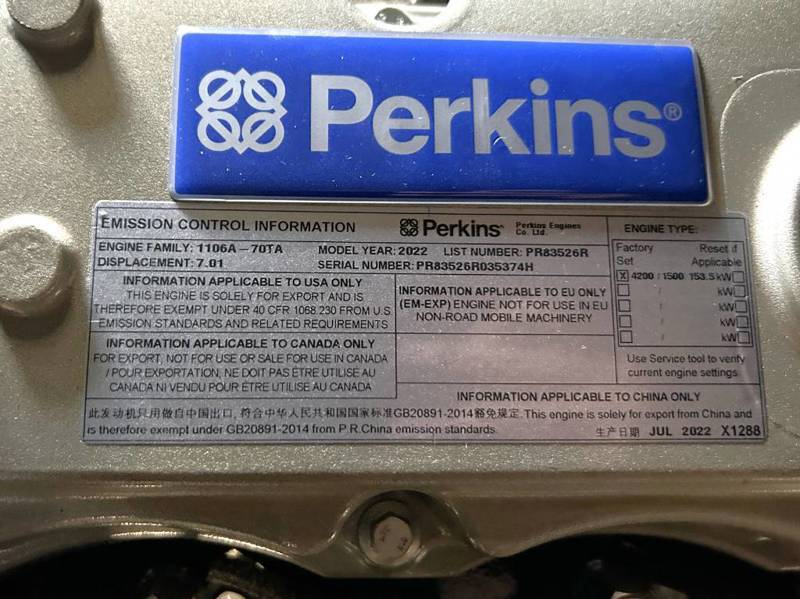 Perkins®
EMISSION CONTROL INFORMATION
Perkins
Perkins Engines
Co. Ltd.
ENGINE TYPE:
ENGINE FAMILY: 1106A-70TA MODEL YEAR: 2022 LIST NUMBER: PR83526R
DISPLACEMENT: 7.01 SERIAL NUMBER: PR83526R035374H
Factory Set
Reset if Applicable
X 4200 / 1500 153.5 kW
/ kW
/ kW
/ kW
/ kW
Use Service tool to verify
current engine settings
INFORMATION APPLICABLE TO USA ONLY
THIS ENGINE IS SOLELY FOR EXPORT AND IS
THEREFORE EXEMPT UNDER 40 CFR 1068.230 FROM U.S.
EMISSION STANDARDS AND RELATED REQUIREMENTS
INFORMATION APPLICABLE TO EU ONLY
(EM-EXP) ENGINE NOT FOR USE IN EU
NON-ROAD MOBILE MACHINERY
INFORMATION APPLICABLE TO CANADA ONLY
FOR EXPORT, NOT FOR USE OR SALE FOR USE IN CANADA
/ POUR EXPORTATION, NE DOIT PAS ÊTRE UTILISE AU
CANADA NI VENDU POUR ÊTRE UTILISE AU CANADA
INFORMATION APPLICABLE TO CHINA ONLY
此发动机只用做自中国出口, 符合中华人民共和国国家标准GB20891-2014豁免规定. This engine is solely for export from China and
is therefore exempt under GB20891-2014 from P.R.China emission standards.
生产日期 JUL 2022 X1288